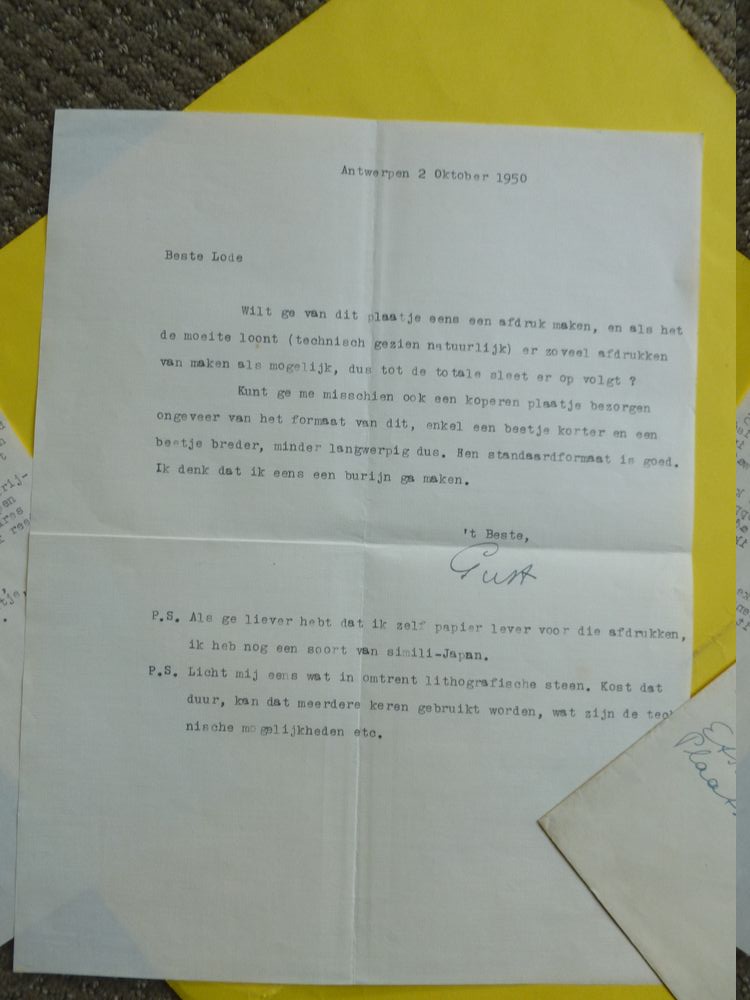 Antwerpen 2 Oktober 1950
Beste Lode
Wilt ge van dit plaatje eens een afdruk maken, en als het
de moeite loont (technisch gezien natuurlijk) er zoveel afdrukken
van maken als mogelijk, dus tot de totale sleet er op volgt ?
Kunt ge me misschien ook een koperen plaatje bezorgen
ongeveer van het formaat van dit, enkel een beetje korter en een
beetje breder, minder langwerpig dus. Een standaardformaat is goed.
Ik denk dat ik eens een burijn ga maken.
't Beste,
Gust
P.S. Als ge liever hebt dat ik zelf papier lever voor die afdrukken,
ik heb nog een soort van simili-Japan.
P.S. Licht mij eens wat in omtrent lithografische steen. Kost dat
duur, kan dat meerdere keren gebruikt worden, wat zijn de tec
nische mogelijkheden etc.
Ets
Plaat